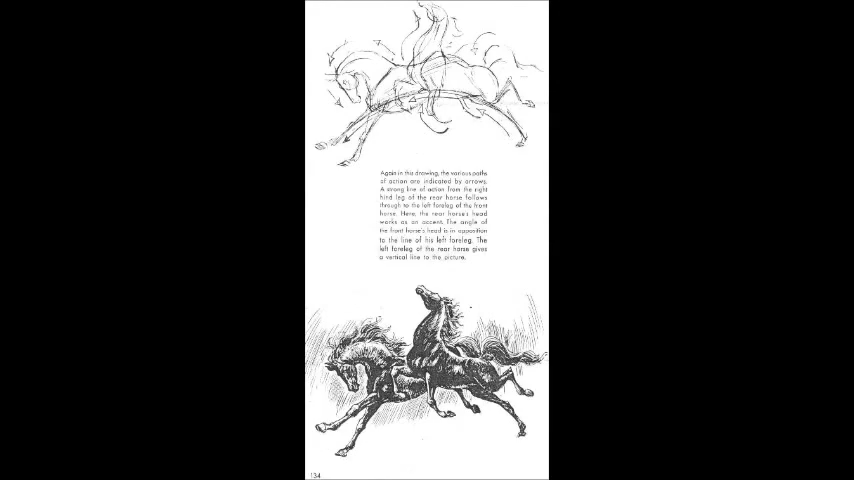 Again in this drawing, the various paths
of action are indicated by arrows.
A strong line of action from the right
hind leg of the rear horse follows
through to the left foreleg of the front
horse. Here, the rear horse's head
works as an accent. The angle of
the front horse's head is in opposition
to the line of his left foreleg. The
left foreleg of the rear horse gives
a vertical line to the picture.
134